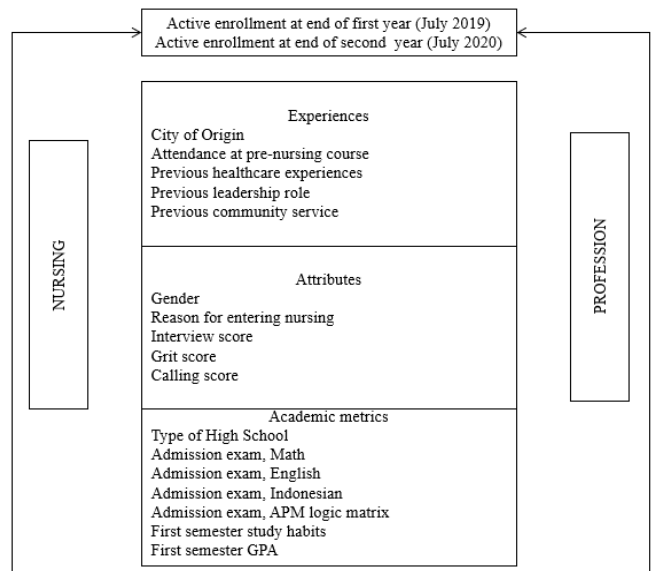 Active enrollment at end of first year (July 2019)
Active enrollment at end of second year (July 2020)
Experiences
City of Origin
Attendance at pre-nursing course
Previous healthcare experiences
Previous leadership role
Previous community service
NURSING
PROFESSION
Attributes
Gender
Reason for entering nursing
Interview score
Grit score
Calling score
Academic metrics
Type of High School
Admission exam, Math
Admission exam, English
Admission exam, Indonesian
Admission exam, APM logic matrix
First semester study habits
First semester GPA